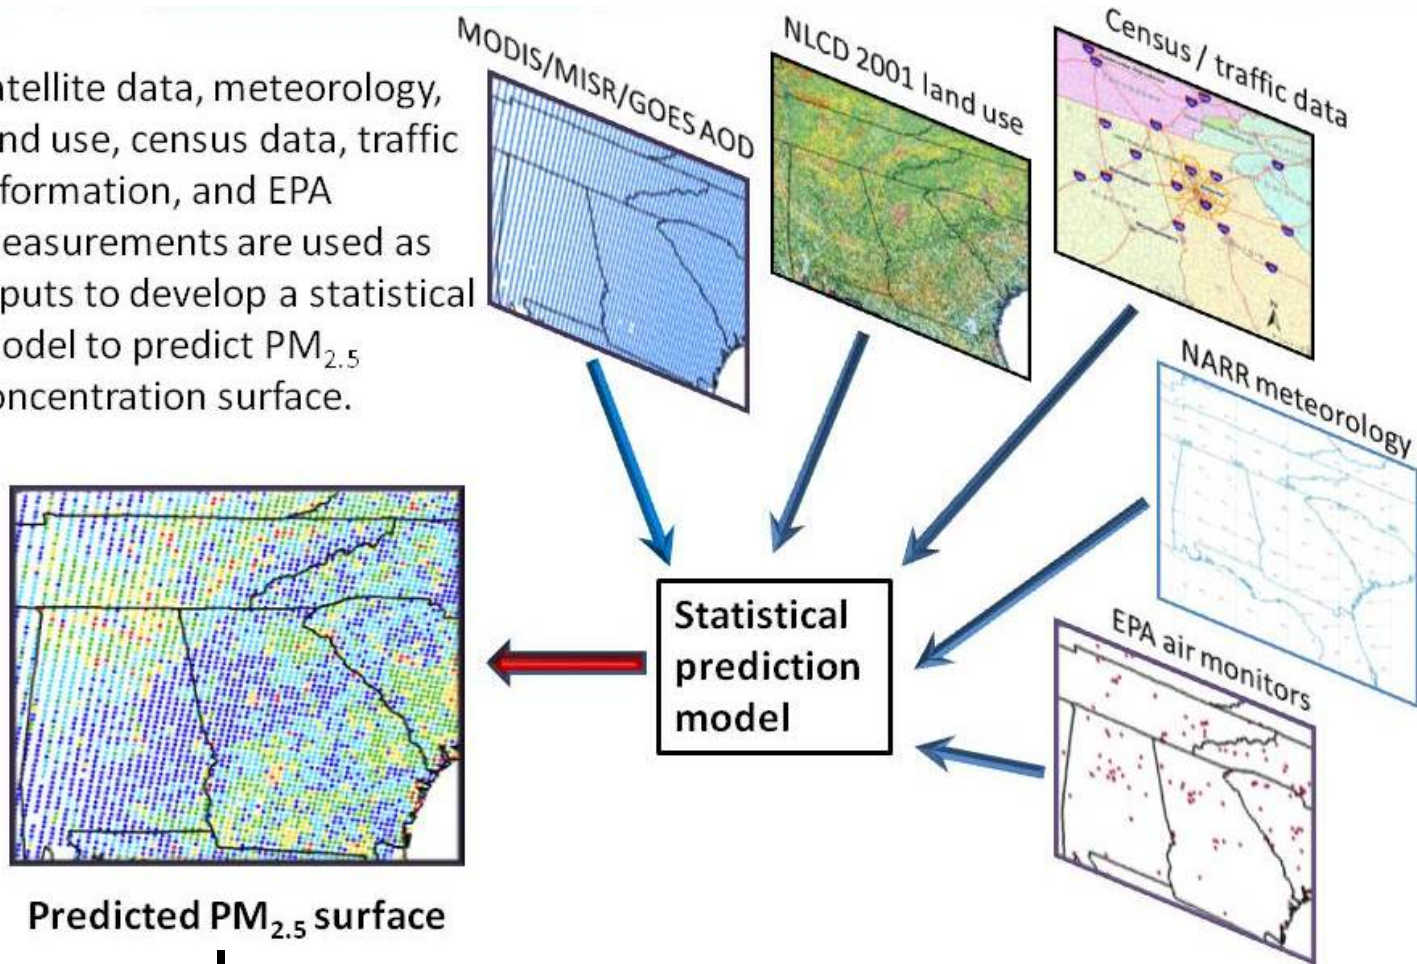 atellite data, meteorology,
nd use, census data, traffic
formation, and EPA
easurements are used as
puts to develop a statistical
odel to predict PM2.5
oncentration surface.
MODIS/MISR/GOES AOD
NLCD 2001 land use
Census / traffic data
NARR meteorology
EPA air monitors
Statistical
prediction
model
Predicted PM2.5 surface